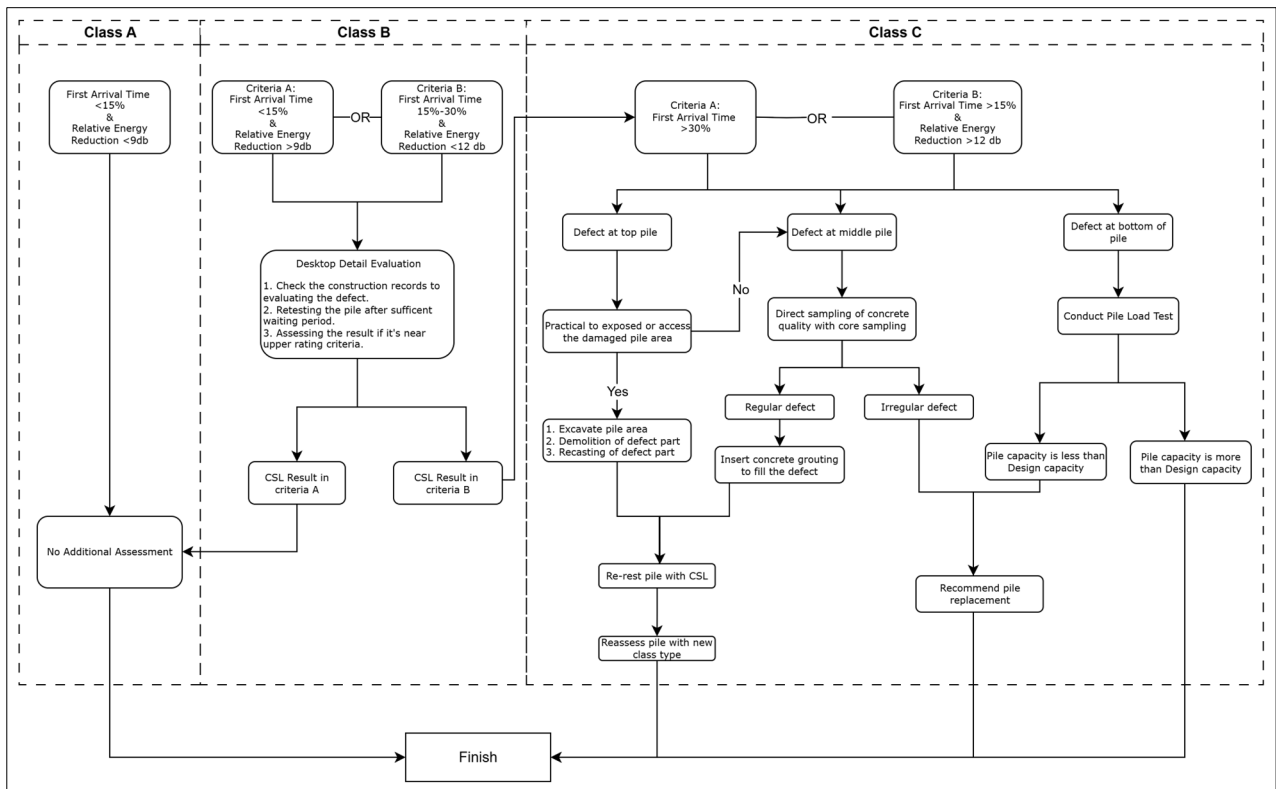 Class A
Class B
Class C
First Arrival Time
<15%
&
Relative Energy
Reduction <9db
Criteria A:
First Arrival Time
<15%
&
Relative Energy
Reduction >9db
OR
Criteria B:
First Arrival Time
15%-30%
&
Relative Energy
Reduction <12 db
Criteria A:
First Arrival Time
>30%
OR
Criteria B:
First Arrival Time >15%
&
Relative Energy
Reduction >12 db
Desktop Detail Evaluation
1. Check the construction records to
evaluating the defect.
2. Retesting the pile after sufficent
waiting period.
3. Assessing the result if it's near
upper rating criteria.
CSL Result in
criteria A
CSL Result in
criteria B
No Additional Assessment
Defect at top pile
Defect at middle pile
Defect at bottom of
pile
No
Practical to exposed or access
the damaged pile area
Direct sampling of concrete
quality with core sampling
Conduct Pile Load Test
Yes
Regular defect
Irregular defect
1. Excavate pile area
2. Demolition of defect part
3. Recasting of defect part
Insert concrete grouting
to fill the defect
Pile capacity is less than
Design capacity
Pile capacity is more
than Design capacity
Re-rest pile with CSL
Recommend pile
replacement
Reassess pile with new
class type
Finish